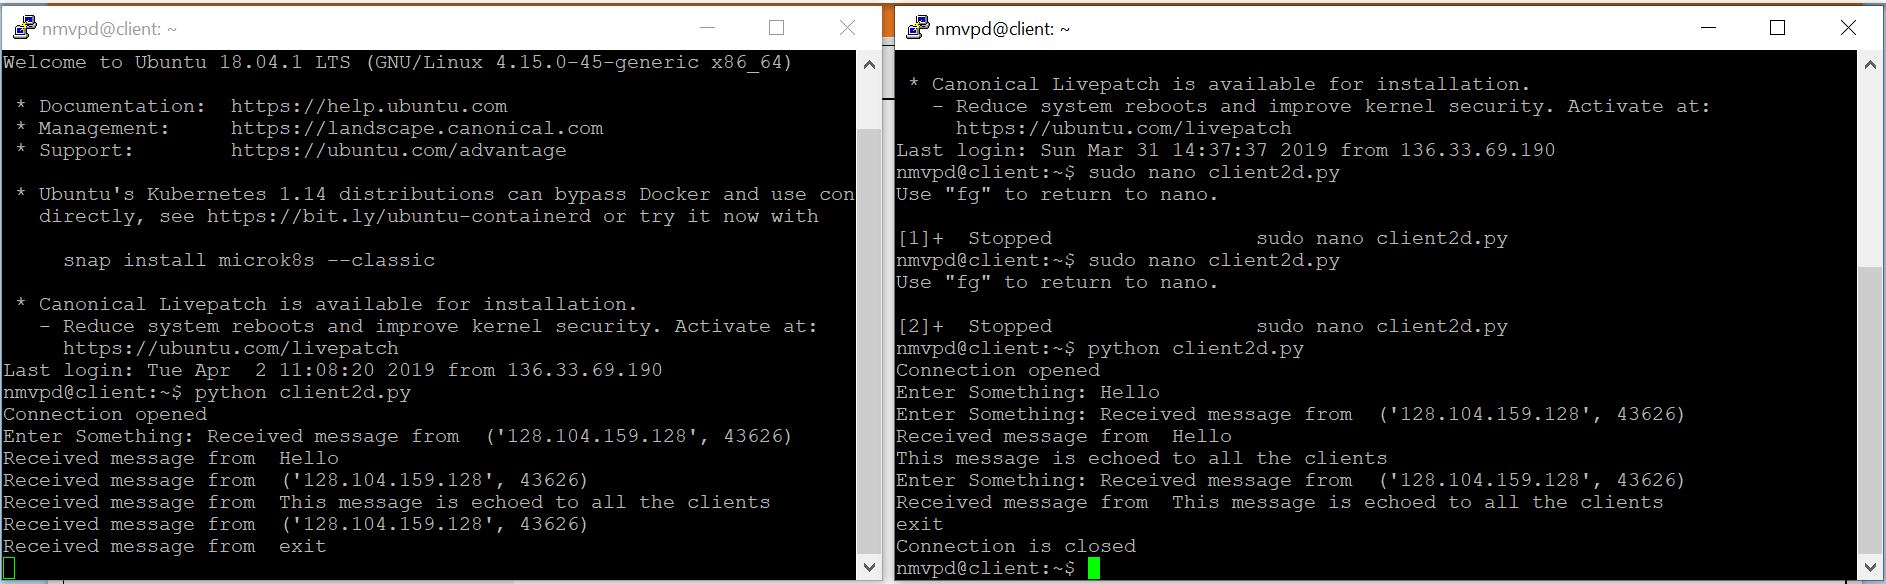 nmvpd@client: ~
Welcome to Ubuntu 18.04.1 LTS (GNU/Linux 4.15.0-45-generic x86_64)
* Documentation:  https://help.ubuntu.com
* Management:     https://landscape.canonical.com
* Support:        https://ubuntu.com/advantage
* Ubuntu's Kubernetes 1.14 distributions can bypass Docker and use con
directly, see https://bit.ly/ubuntu-containerd or try it now with
snap install microk8s --classic
* Canonical Livepatch is available for installation.
- Reduce system reboots and improve kernel security. Activate at:
https://ubuntu.com/livepatch
Last login: Tue Apr  2 11:08:20 2019 from 136.33.69.190
nmvpd@client:~$ python client2d.py
Connection opened
Enter Something: Received message from  ('128.104.159.128', 43626)
Received message from  Hello
Received message from  ('128.104.159.128', 43626)
Received message from  This message is echoed to all the clients
Received message from  ('128.104.159.128', 43626)
Received message from  exit
nmvpd@client: ~
* Canonical Livepatch is available for installation.
- Reduce system reboots and improve kernel security. Activate at:
https://ubuntu.com/livepatch
Last login: Sun Mar 31 14:37:37 2019 from 136.33.69.190
nmvpd@client:~$ sudo nano client2d.py
Use "fg" to return to nano.
[1]+  Stopped                 sudo nano client2d.py
nmvpd@client:~$ sudo nano client2d.py
Use "fg" to return to nano.
[2]+  Stopped                 sudo nano client2d.py
nmvpd@client:~$ python client2d.py
Connection opened
Enter Something: Hello
Enter Something: Received message from  ('128.104.159.128', 43626)
Received message from  Hello
This message is echoed to all the clients
Enter Something: Received message from  ('128.104.159.128', 43626)
Received message from  This message is echoed to all the clients
exit
Connection is closed
nmvpd@client:~$